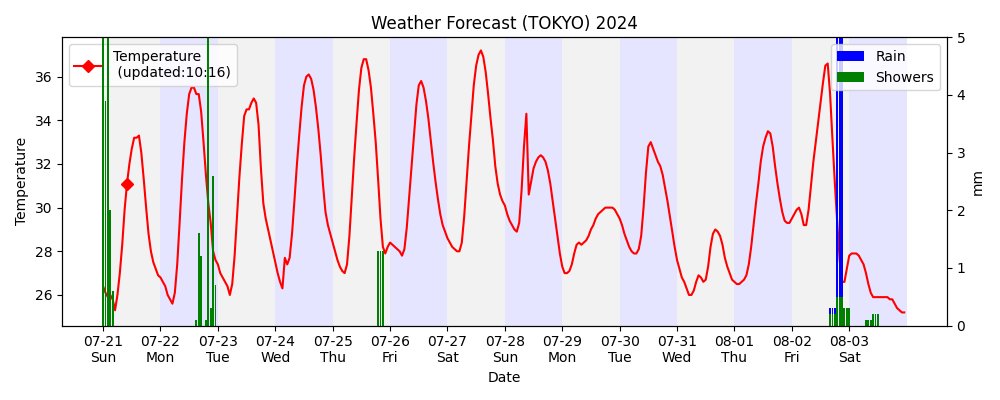 Weather Forecast (TOKYO) 2024
Temperature
(updated:10:16)
Rain
Showers
Temperature
36
34
32
30
28
26
5
4
3
2
1
0
mm
07-21 07-22 07-23 07-24 07-25 07-26 07-27 07-28 07-29 07-30 07-31 08-01 08-02 08-03
Sun Mon Tue Wed Thu Fri Sat Sun Mon Tue Wed Thu Fri Sat
Date